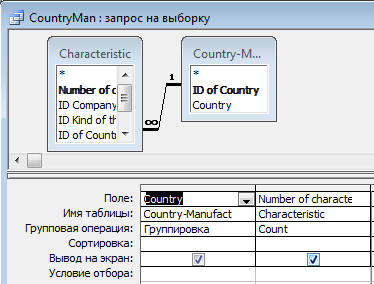 CountryMan : запрос на выборку
Characteristic
*
Number of c
ID Company
ID Kind of th
ID of Countr
1
∞
Country-M...
*
ID of Country
Country
Поле: Country Number of characte
Имя таблицы: Country-Manufact Characteristic
Групповая операция: Группировка Count
Сортировка:
Вывод на экран:
Условие отбора: